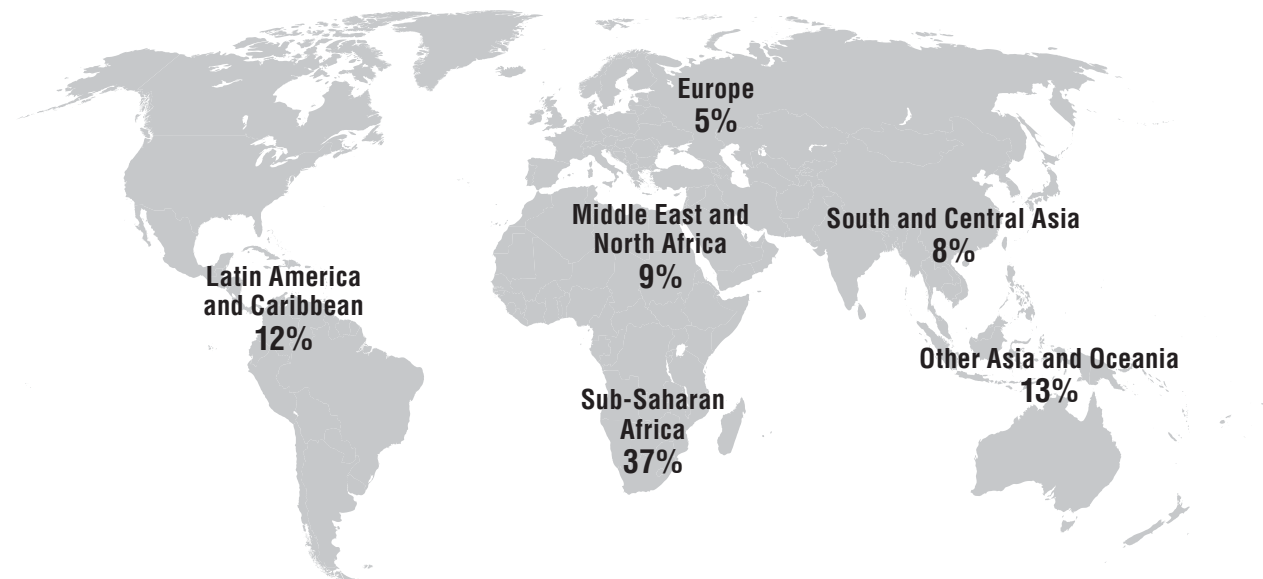 Europe
5%
Middle East and
North Africa
9%
South and Central Asia
8%
Latin America
and Caribbean
12%
Other Asia and Oceania
13%
Sub-Saharan
Africa
37%